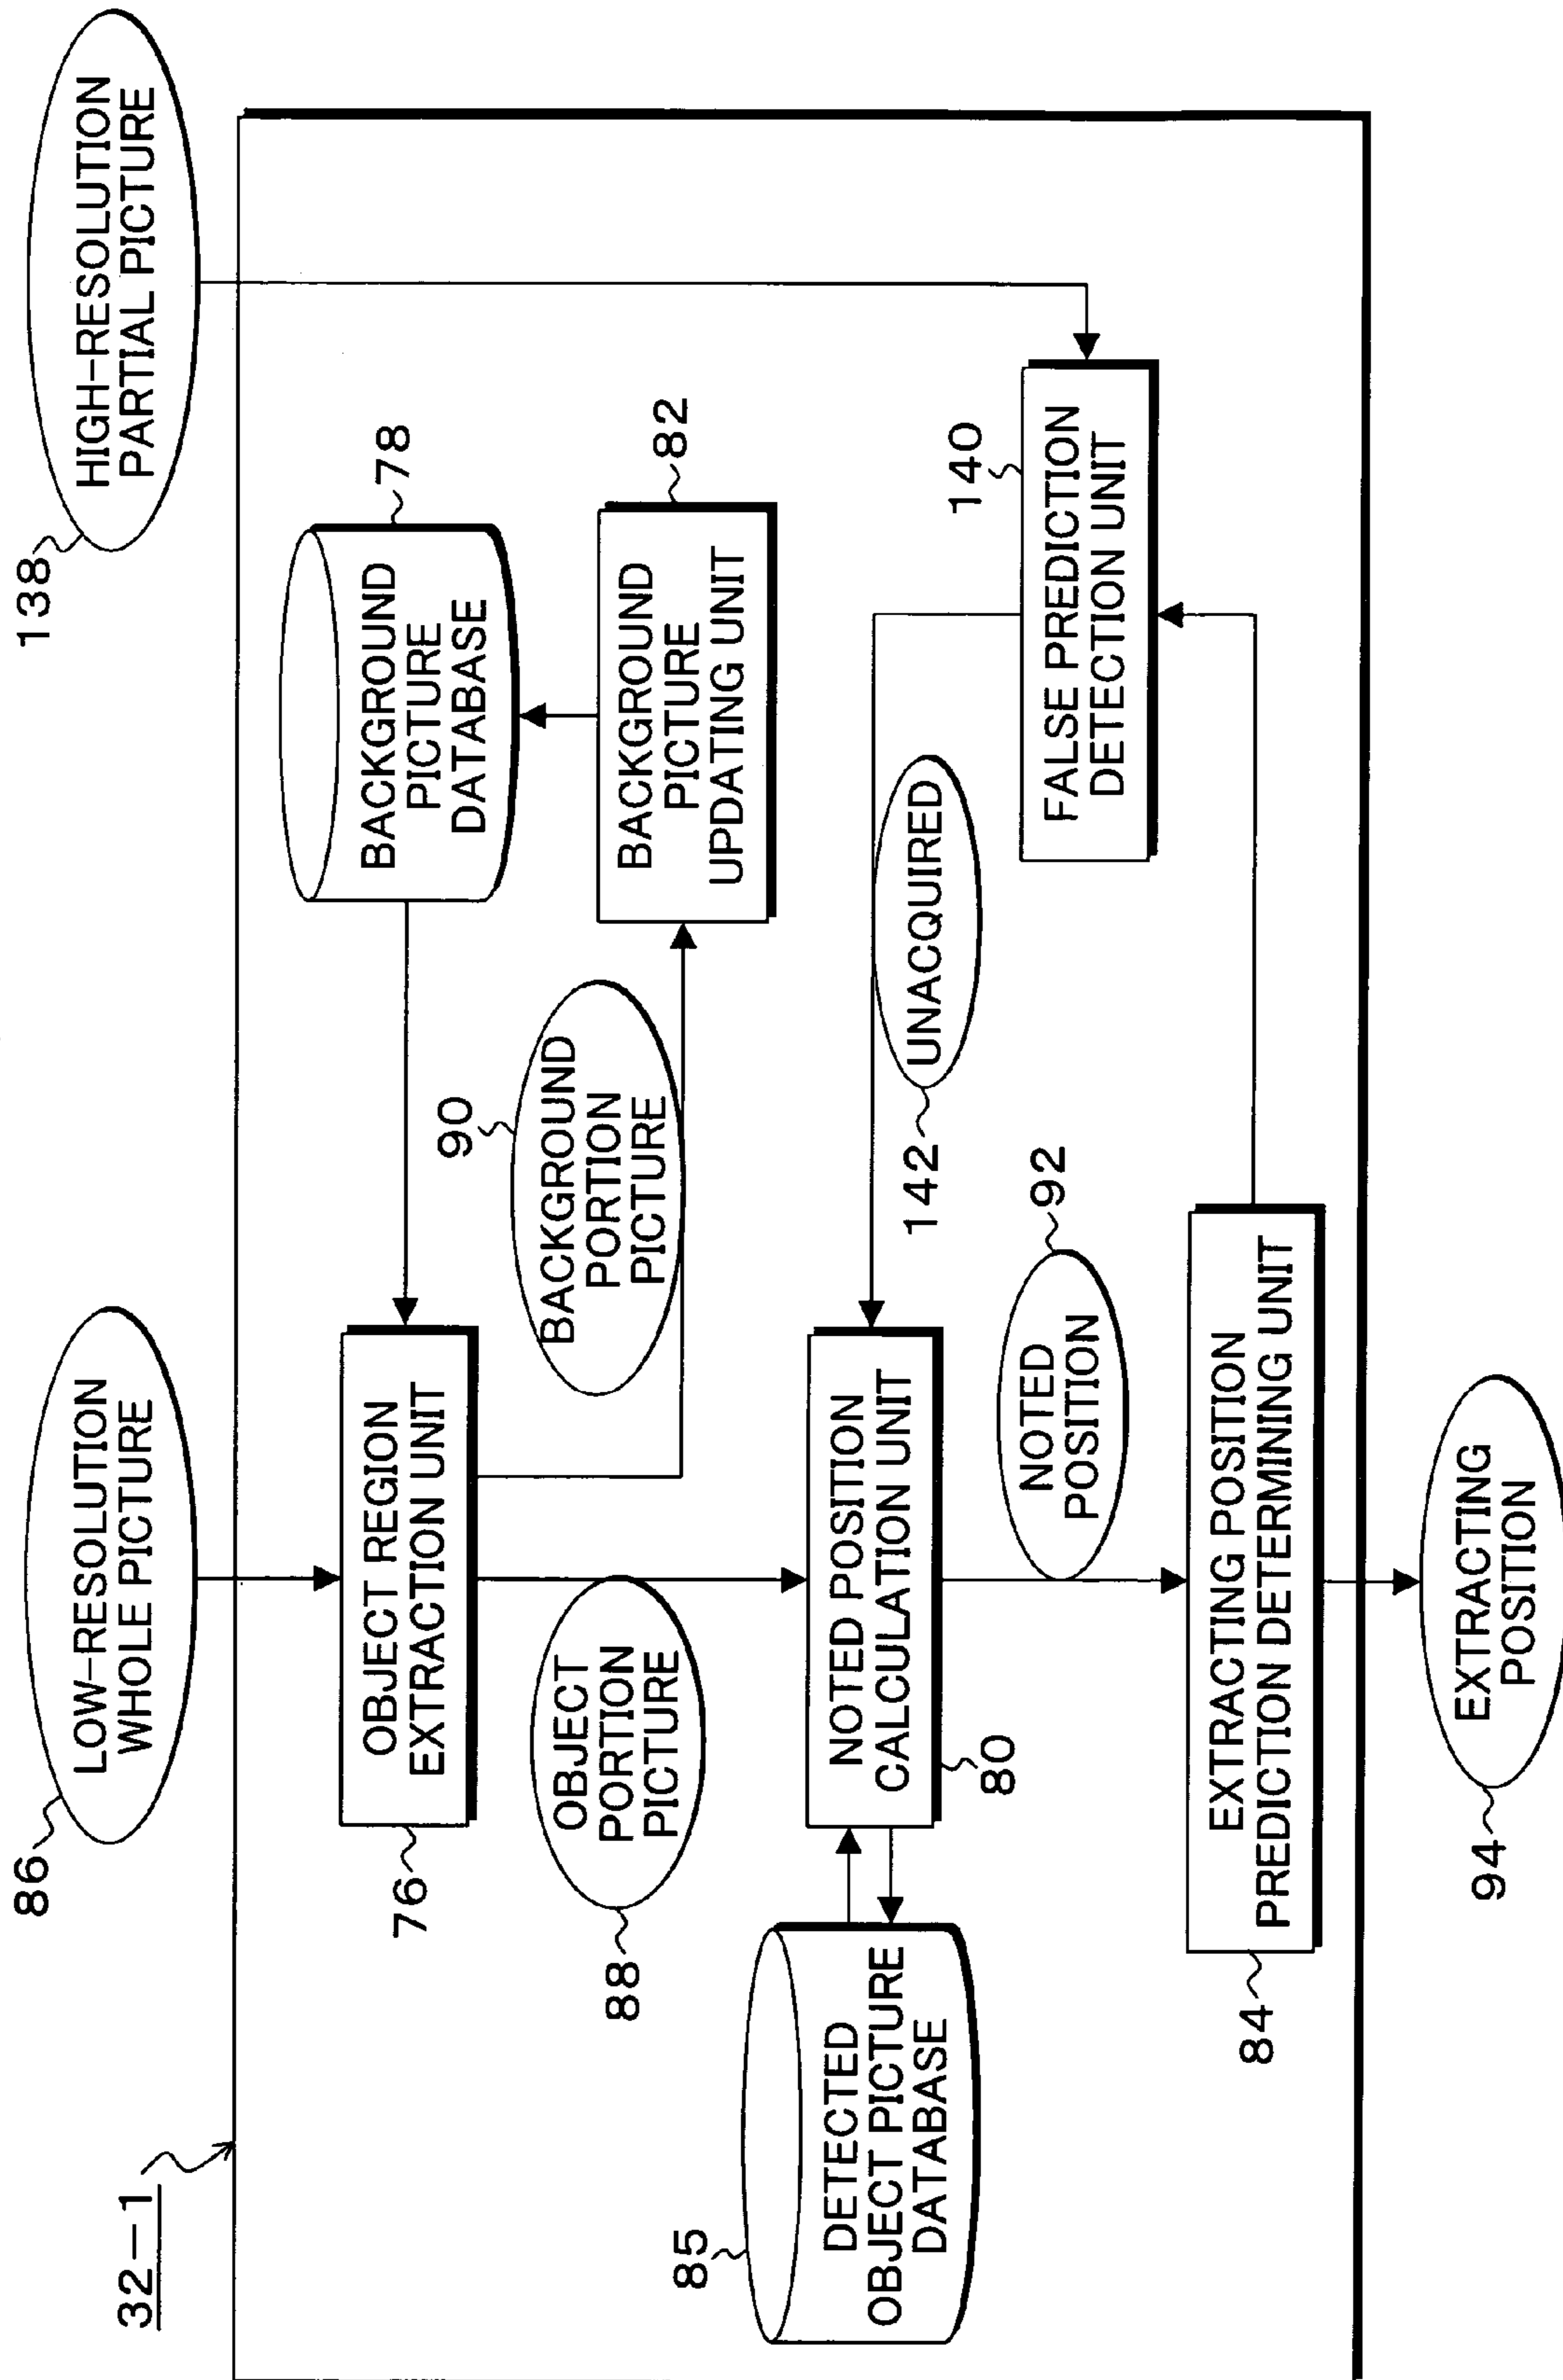 32-1
86
LOW-RESOLUTION
WHOLE PICTURE
138
HIGH-RESOLUTION
PARTIAL PICTURE
76
OBJECT REGION
EXTRACTION UNIT
78
BACKGROUND
PICTURE
DATABASE
90
BACKGROUND
PORTION
PICTURE
82
BACKGROUND
PICTURE
UPDATING UNIT
88
OBJECT
PORTION
PICTURE
85
DETECTED
OBJECT PICTURE
DATABASE
NOTED POSITION
CALCULATION UNIT
80
142
UNACQUIRED
140
FALSE PREDICTION
DETECTION UNIT
NOTED
POSITION
92
84
EXTRACTING POSITION
PREDICTION DETERMINING UNIT
94
EXTRACTING
POSITION